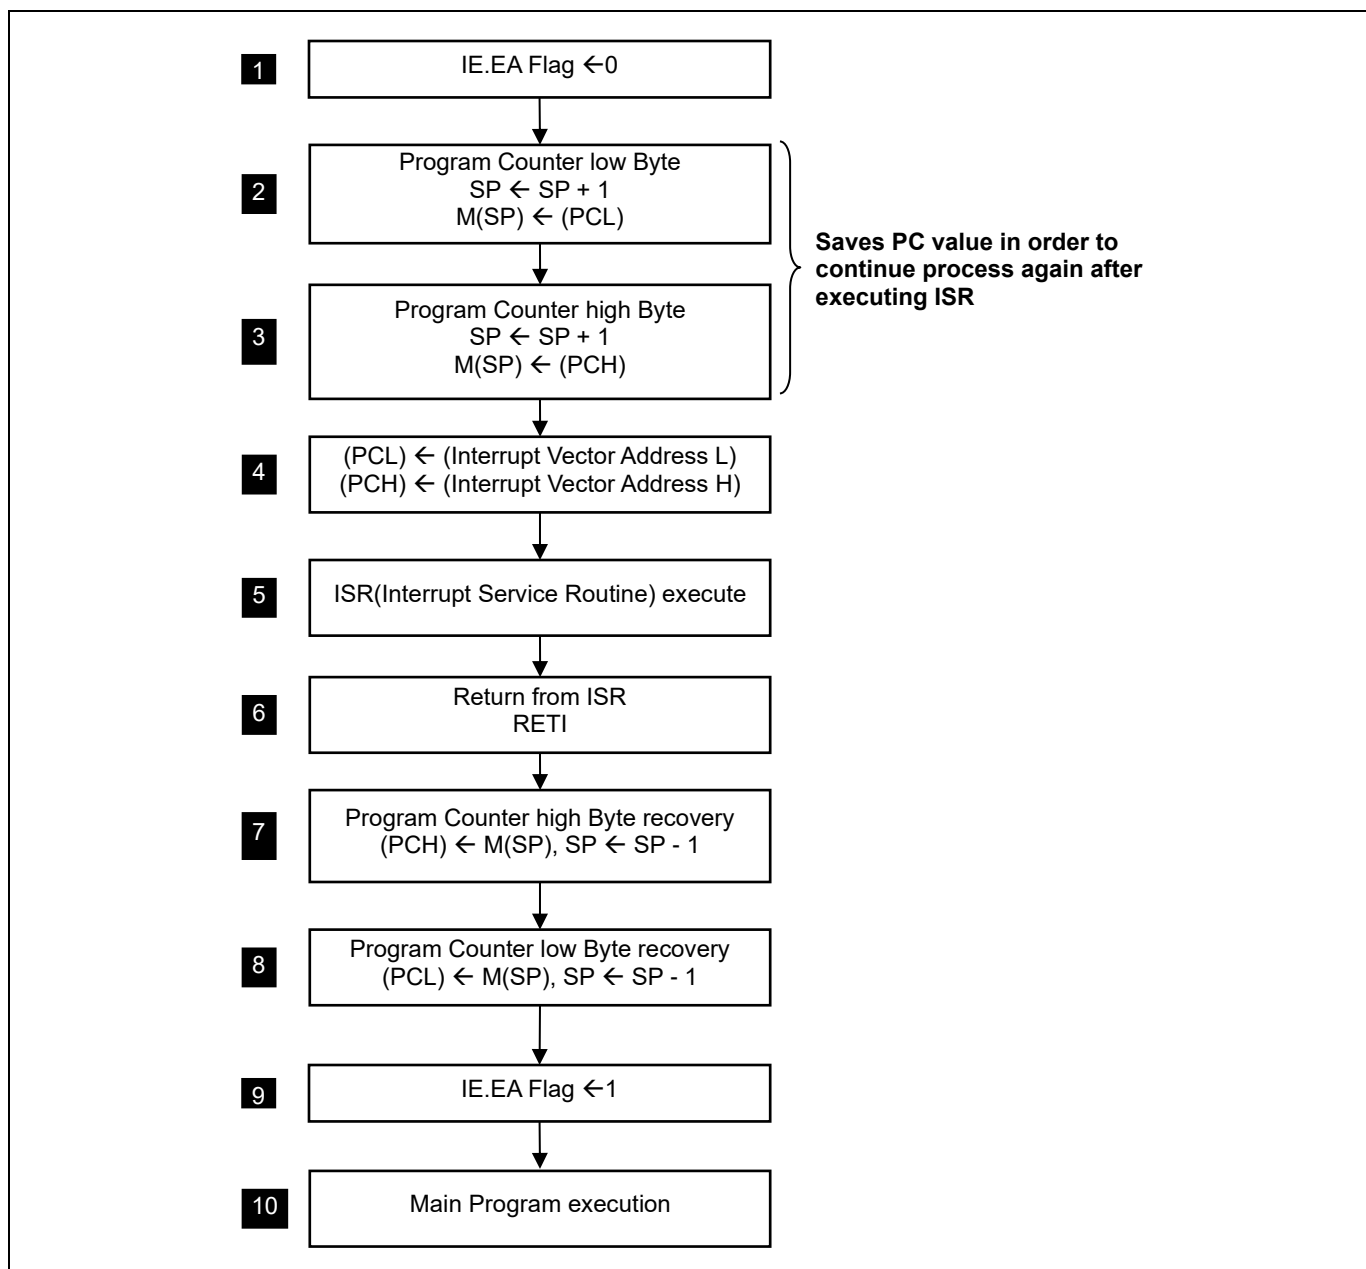 1
IE.EA Flag ←0
2
Program Counter low Byte
SP ← SP + 1
M(SP) ← (PCL)
3
Program Counter high Byte
SP ← SP + 1
M(SP) ← (PCH)
Saves PC value in order to
continue process again after
executing ISR
4
(PCL) ← (Interrupt Vector Address L)
(PCH) ← (Interrupt Vector Address H)
5
ISR(Interrupt Service Routine) execute
6
Return from ISR
RETI
7
Program Counter high Byte recovery
(PCH) ← M(SP), SP ← SP - 1
8
Program Counter low Byte recovery
(PCL) ← M(SP), SP ← SP - 1
9
IE.EA Flag ←1
10
Main Program execution